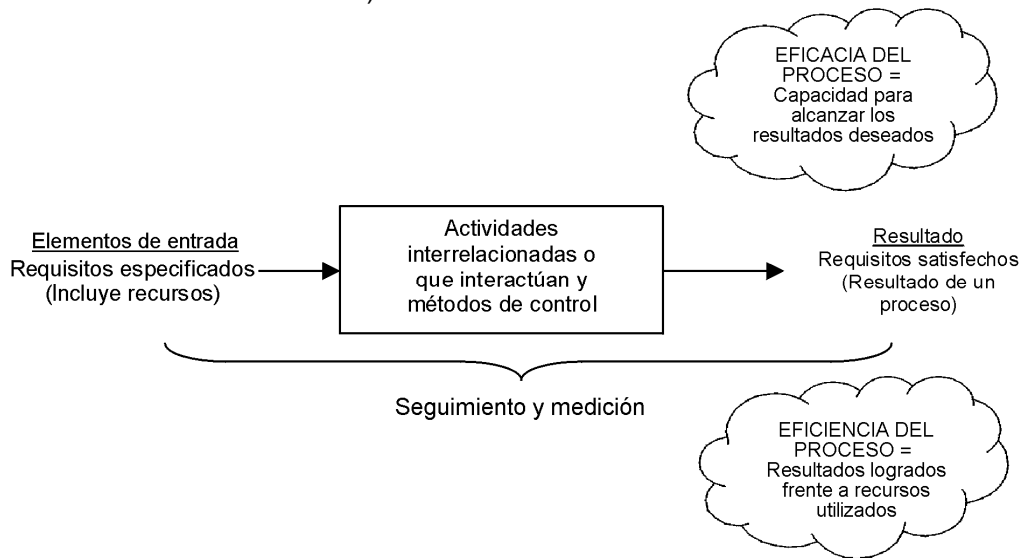 )
EFICACIA DEL
PROCESO =
Capacidad para
alcanzar los
resultados deseados
Elementos de entrada
Requisitos especificados
(Incluye recursos)
Actividades
interrelacionadas o
que interactúan y
métodos de control
Resultado
Requisitos satisfechos
(Resultado de un
proceso)
Seguimiento y medición
EFICIENCIA DEL
PROCESO =
Resultados logrados
frente a recursos
utilizados